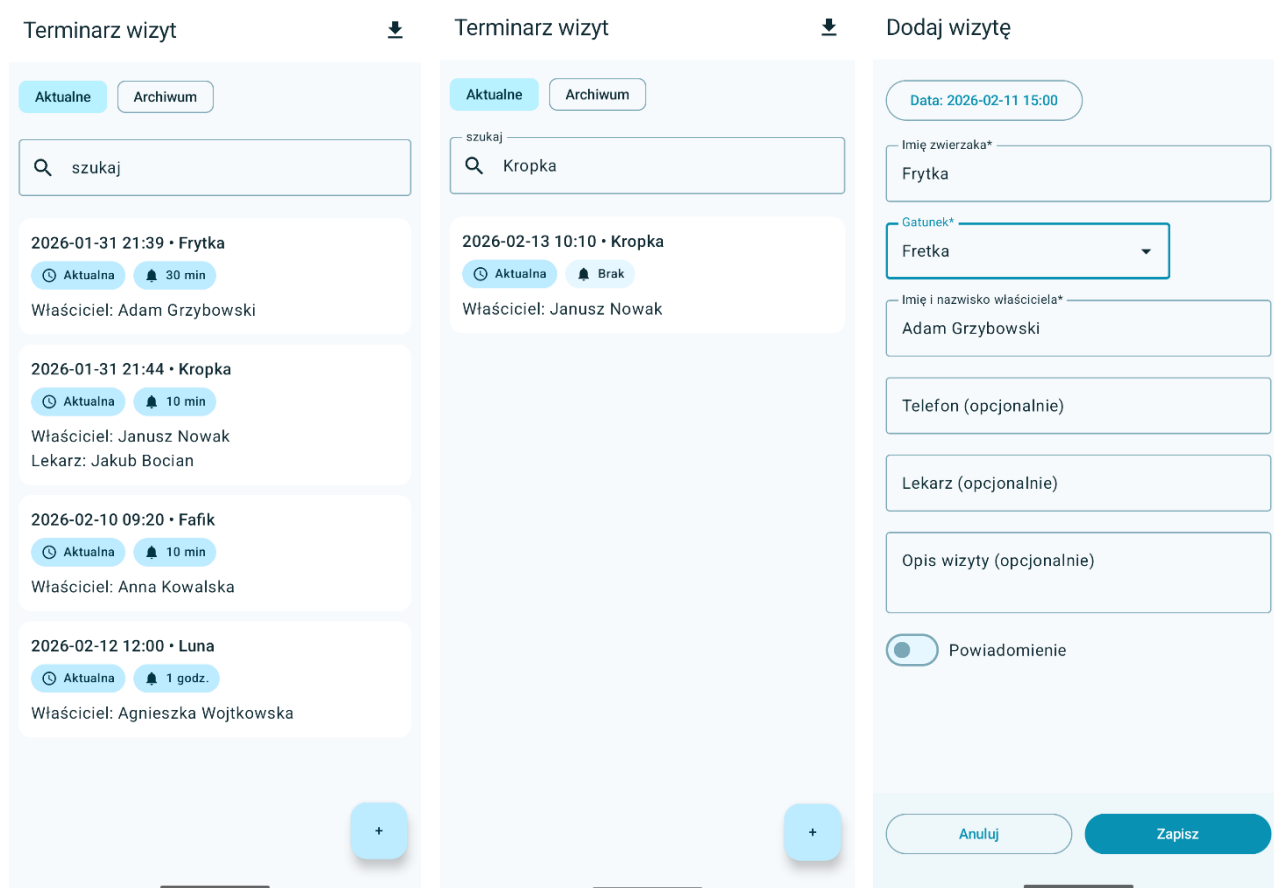 Terminarz wizyt
Aktualne
Archiwum
szukaj
2026-01-31 21:39 • Frytka
Aktualna
30 min
Właściciel: Adam Grzybowski
2026-01-31 21:44 • Kropka
Aktualna
10 min
Właściciel: Janusz Nowak
Lekarz: Jakub Bocian
2026-02-10 09:20 • Fafik
Aktualna
10 min
Właściciel: Anna Kowalska
2026-02-12 12:00 • Luna
Aktualna
1 godz.
Właściciel: Agnieszka Wojtkowska
+
Terminarz wizyt
Aktualne
Archiwum
szukaj
Kropka
2026-02-13 10:10 • Kropka
Aktualna
Brak
Właściciel: Janusz Nowak
+
Dodaj wizytę
Data: 2026-02-11 15:00
Imię zwierzaka*
Frytka
Gatunek*
Fretka
Imię i nazwisko właściciela*
Adam Grzybowski
Telefon (opcjonalnie)
Lekarz (opcjonalnie)
Opis wizyty (opcjonalnie)
Powiadomienie
Anuluj
Zapisz